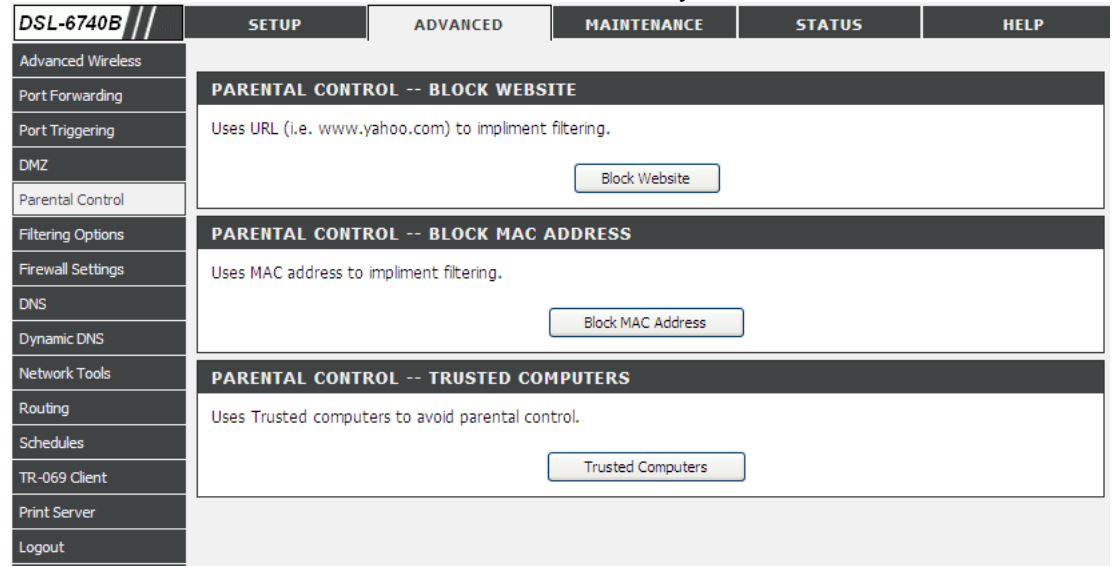 DSL-6740B SETUP ADVANCED MAINTENANCE STATUS HELP
Advanced Wireless
Port Forwarding
Port Triggering
DMZ
Parental Control
Filtering Options
Firewall Settings
DNS
Dynamic DNS
Network Tools
Routing
Schedules
TR-069 Client
Print Server
Logout
PARENTAL CONTROL -- BLOCK WEBSITE
Uses URL (i.e. www.yahoo.com) to impliment filtering.
Block Website
PARENTAL CONTROL -- BLOCK MAC ADDRESS
Uses MAC address to impliment filtering.
Block MAC Address
PARENTAL CONTROL -- TRUSTED COMPUTERS
Uses Trusted computers to avoid parental control.
Trusted Computers